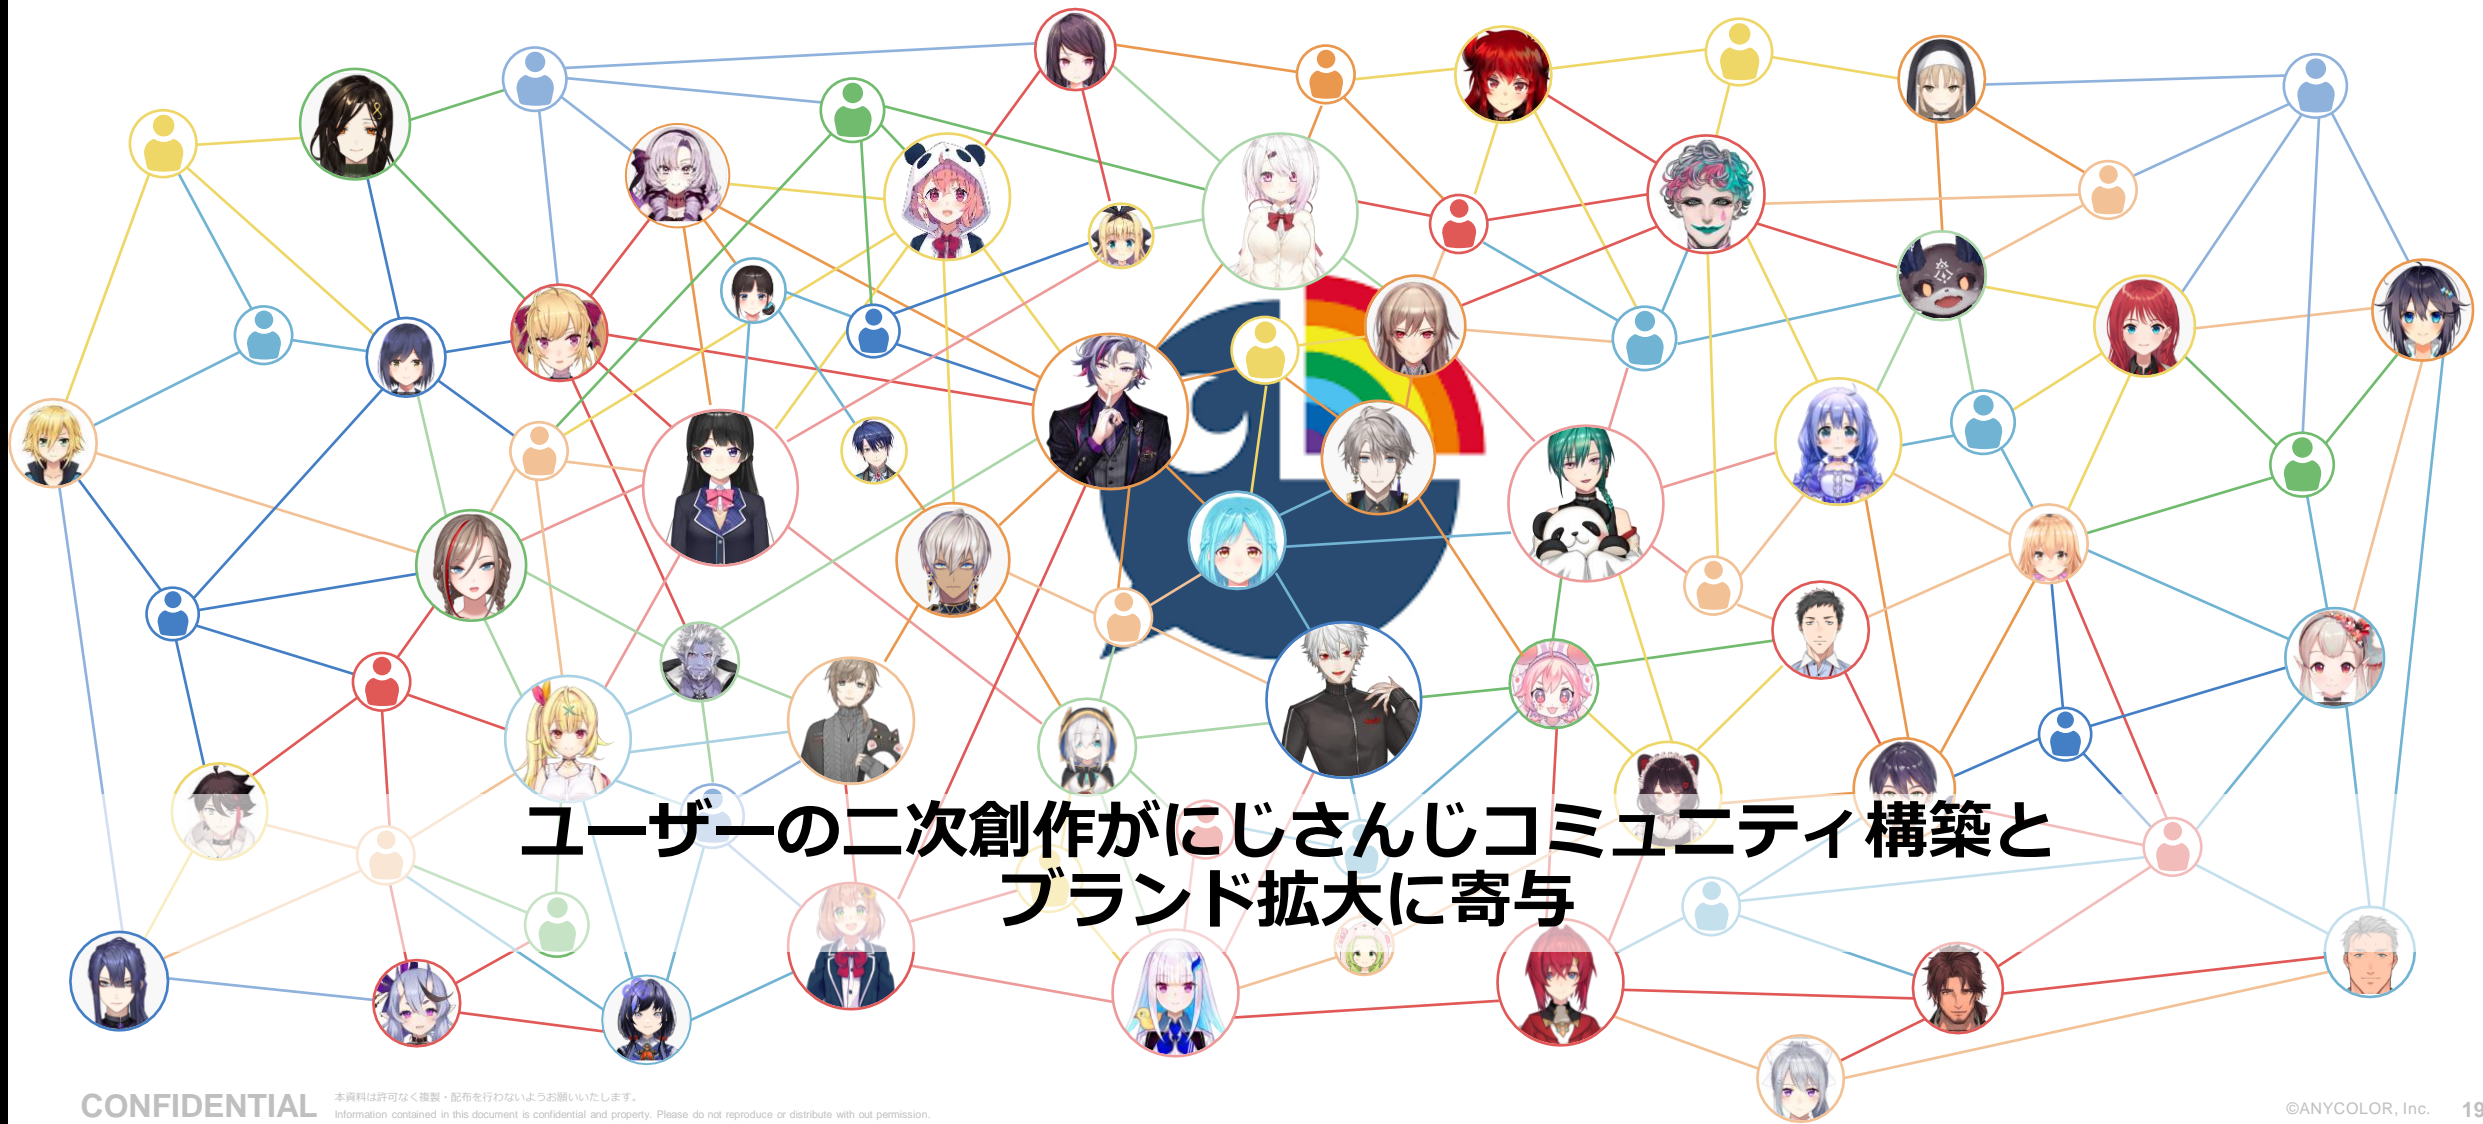 ユーザーの二次創作がにじさんじコミュニティ構築と
ブランド拡大に寄与
CONFIDENTIAL
本資料は許可なく複製・配布を行わないようお願いいたします。
Information contained in this document is confidential and property. Please do not reproduce or distribute with out permission.
©ANYCOLOR, Inc. 19